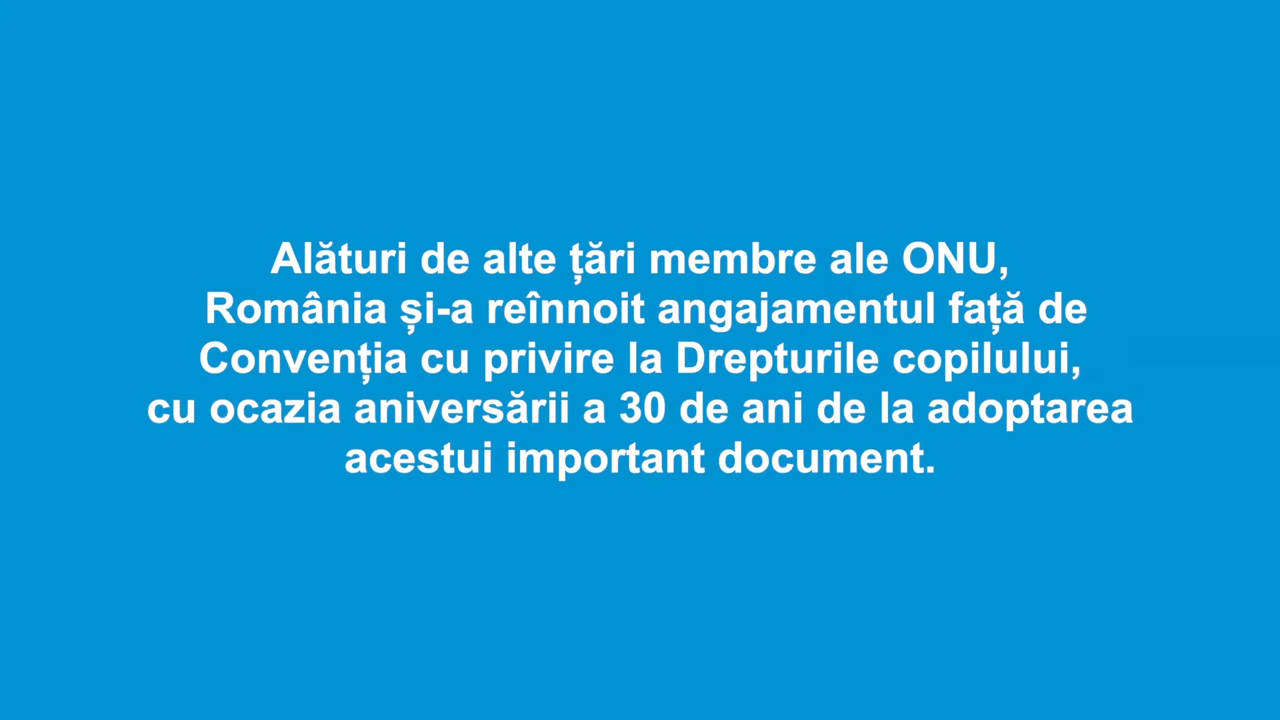 Alături de alte țări membre ale ONU,
România și-a reînnoit angajamentul față de
Convenția cu privire la Drepturile copilului,
cu ocazia aniversării a 30 de ani de la adoptarea
acestui important document.